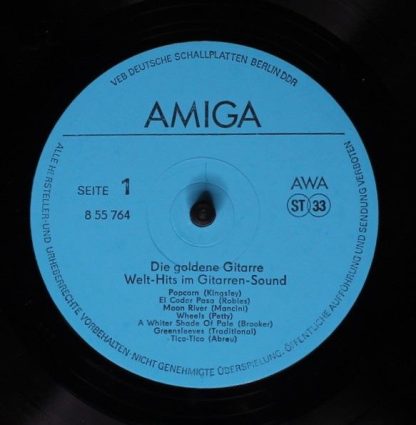 VEB DEUTSCHE SCHALLPLATTEN BERLIN DDR
AMIGA
SEITE 1
8 55 764
AWA
ST 33
Die goldene Gitarre
Welt-Hits im Gitarren-Sound
Popcorn (Kingsley)
El Codor Pasa (Robles)
Moon River (Mancini)
Wheels (Petty)
A Whiter Shade Of Pale (Brooker)
Greensleeves (Traditional)
Tico-Tico (Abreu)
ALLE HERSTELLER- UND URHEBERRECHTE VORBEHALTEN · NICHT GENEHMIGTE ÜBERSPIELUNG · ÖFFENTLICHE AUFFÜHRUNG UND SENDUNG VERBOTEN